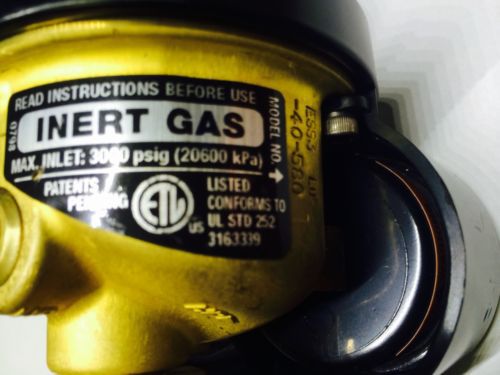 READ INSTRUCTIONS BEFORE USE
0798
INERT GAS
MAX. INLET: 3000 psig (20600 kPa)
PATENTS
PENDING
ETL
US
LISTED
CONFORMS TO
UL STD 252
3163339
MODEL NO.
-40-580